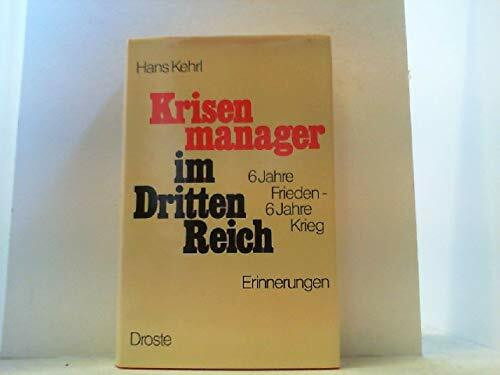 Hans Kehrl
Krisen
manager
im
Dritten
Reich
6 Jahre
Frieden-
6 Jahre
Krieg
Erinnerungen
Droste